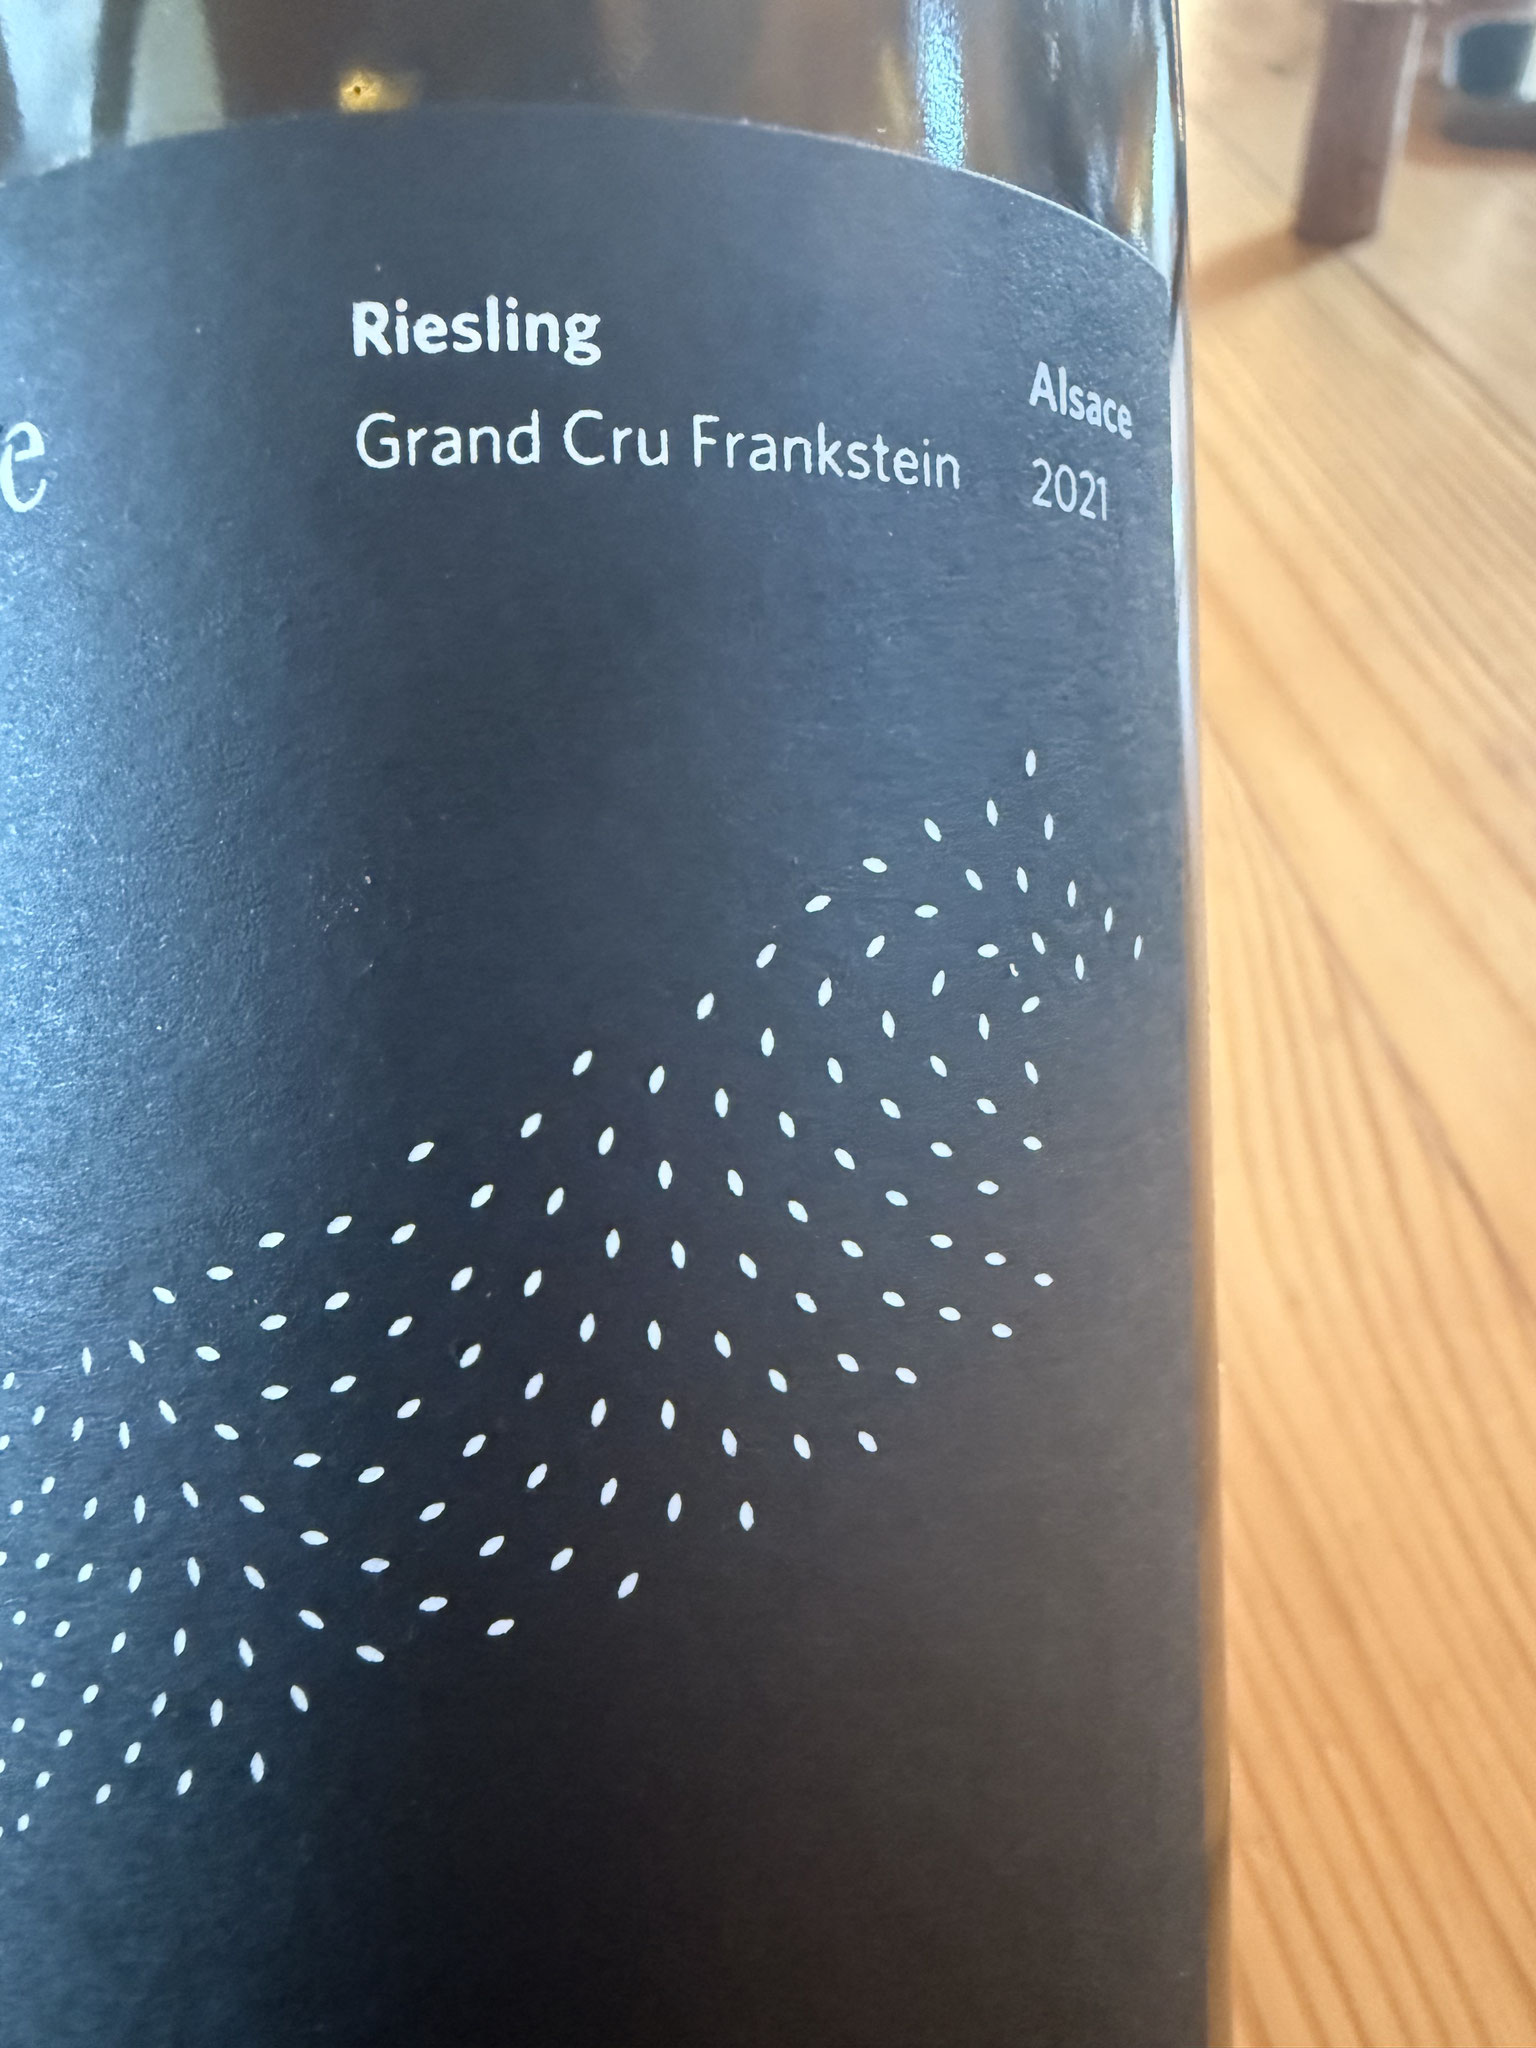 e
Riesling
Grand Cru Frankstein
Alsace
2021